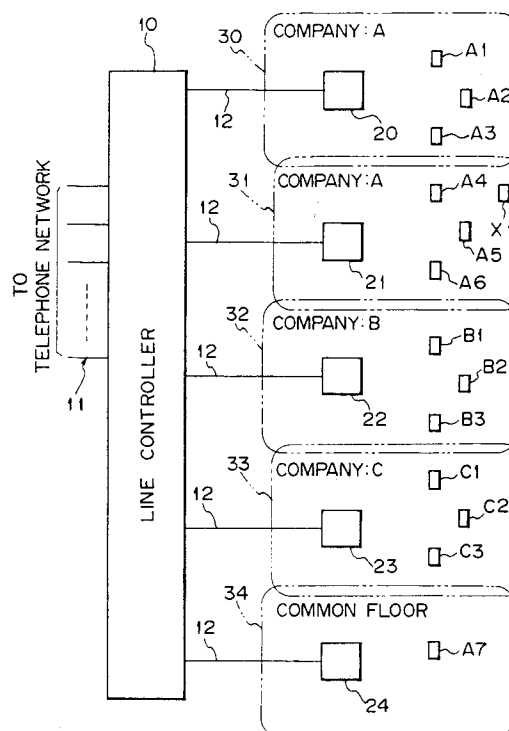 10
30
COMPANY: A
A1
A2
A3
12
20
31
COMPANY: A
A4
X
A5
A6
12
21
TO
TELEPHONE NETWORK
11
LINE CONTROLLER
32
COMPANY: B
B1
B2
B3
12
22
33
COMPANY: C
C1
C2
C3
12
23
34
COMMON FLOOR
A7
12
24